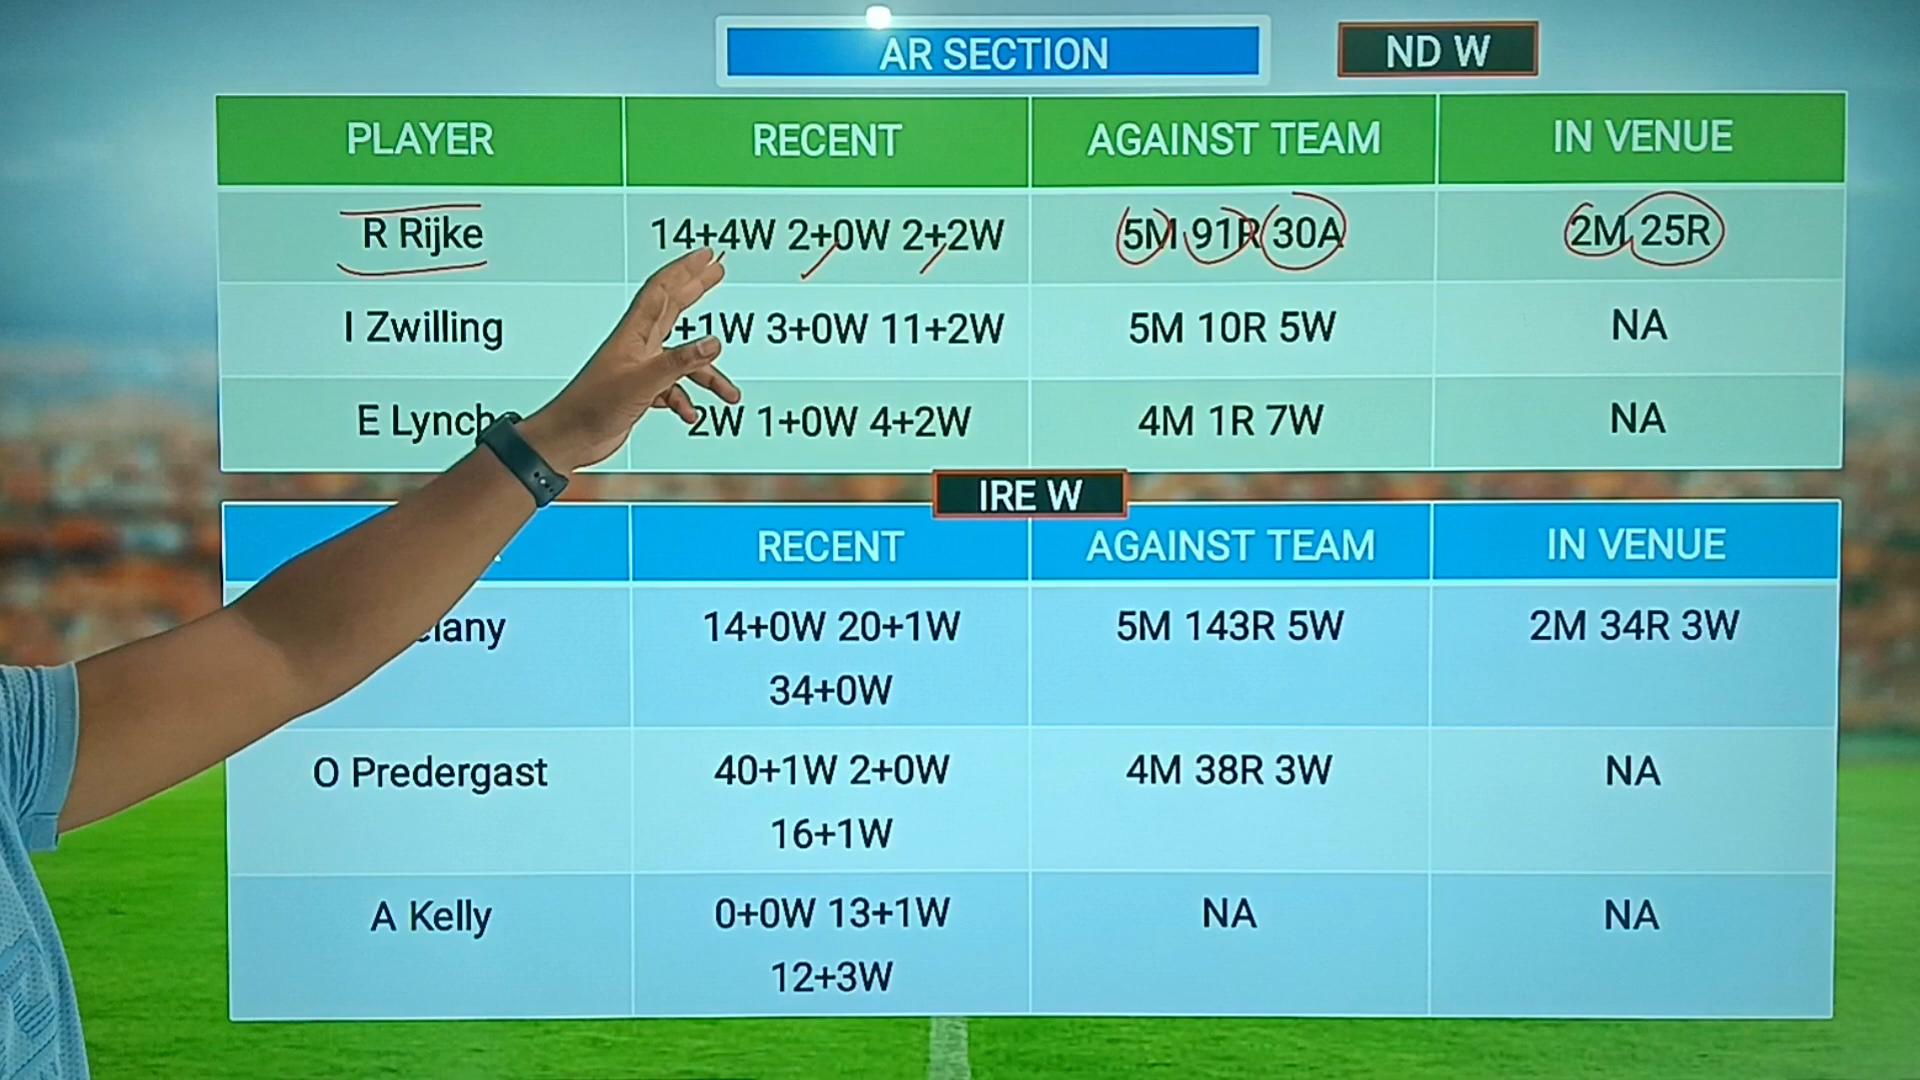 AR SECTION
ND W
PLAYER RECENT AGAINST TEAM IN VENUE
R Rijke 14+4W 2+0W 2+2W 5M 91R 30A 2M 25R
I Zwilling +1W 3+0W 11+2W 5M 10R 5W NA
E Lynch 2W 1+0W 4+2W 4M 1R 7W NA
IRE W
RECENT AGAINST TEAM IN VENUE
14+0W 20+1W 5M 143R 5W 2M 34R 3W
34+0W
O Predergast 40+1W 2+0W 4M 38R 3W NA
16+1W
A Kelly 0+0W 13+1W NA NA
12+3W